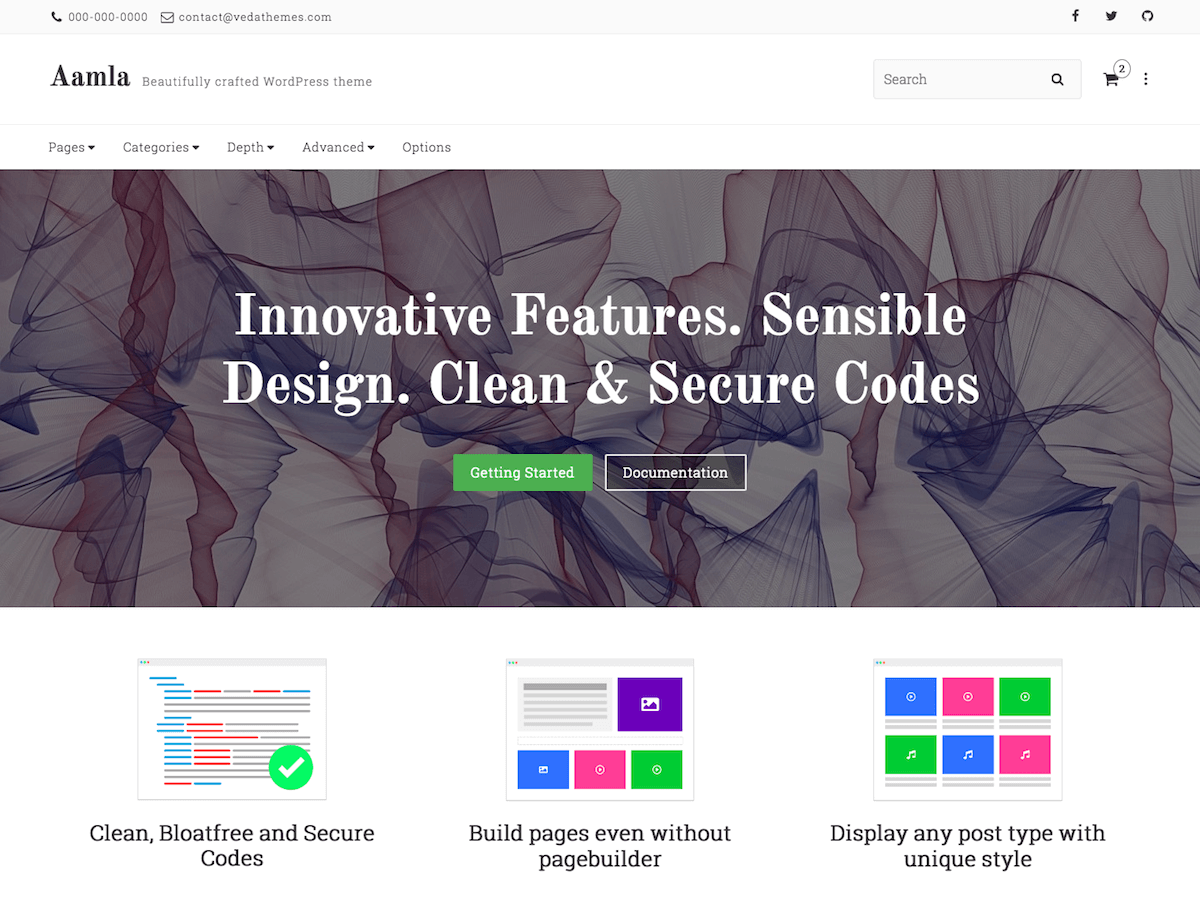 000-000-0000 contact@vedathemes.com
Aamla Beautifully crafted WordPress theme
Search
2
Pages Categories Depth Advanced Options
Innovative Features. Sensible
Design. Clean & Secure Codes
Getting Started Documentation
Clean, Bloatfree and Secure
Codes
Build pages even without
pagebuilder
Display any post type with
unique style